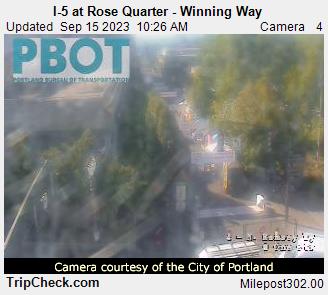 I-5 at Rose Quarter - Winning Way
Updated Sep 15 2023 10:26 AM Camera 4
PBOT
PORTLAND BUREAU OF TRANSPORTATION
Camera courtesy of the City of Portland
TripCheck.com Milepost302.00